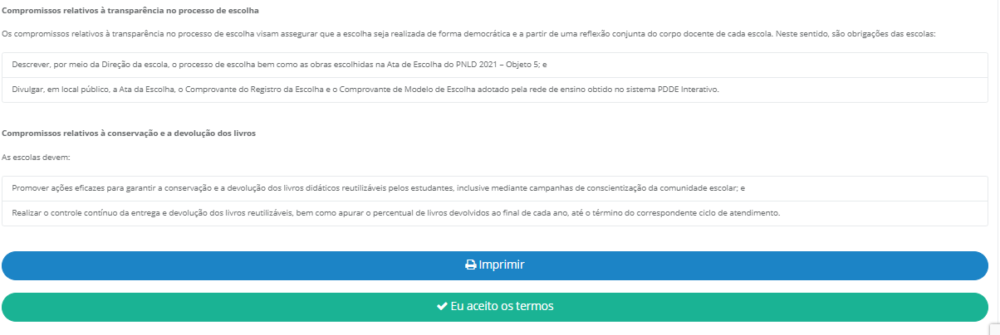 Compromissos relativos à transparência no processo de escolha
Os compromissos relativos à transparência no processo de escolha visam assegurar que a escolha seja realizada de forma democrática e a partir de uma reflexão conjunta do corpo docente de cada escola. Neste sentido, são obrigações das escolas:
Descrever, por meio da Direção da escola, o processo de escolha bem como as obras escolhidas na Ata de Escolha do PNLD 2021 – Objeto 5; e
Divulgar, em local público, a Ata da Escolha, o Comprovante do Registro da Escolha e o Comprovante de Modelo de Escolha adotado pela rede de ensino obtido no sistema PDDE Interativo.
Compromissos relativos à conservação e a devolução dos livros
As escolas devem:
Promover ações eficazes para garantir a conservação e a devolução dos livros didáticos reutilizáveis pelos estudantes, inclusive mediante campanhas de conscientização da comunidade escolar; e
Realizar o controle contínuo da entrega e devolução dos livros reutilizáveis, bem como apurar o percentual de livros devolvidos ao final de cada ano, até o término do correspondente ciclo de atendimento.
Imprimir
Eu aceito os termos